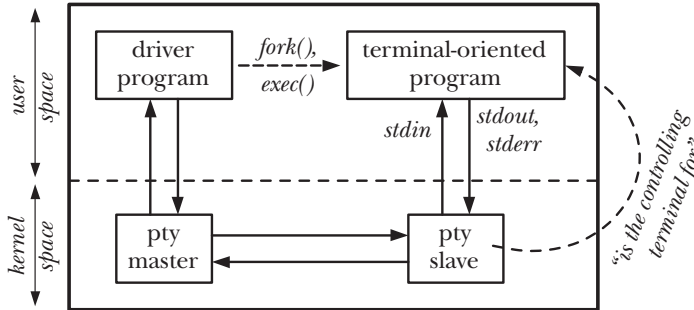 driver
program
fork(),
exec()
terminal-oriented
program
user
space
stdin
stdout,
stderr
“is the controlling
terminal for”
kernel
space
pty
master
pty
slave